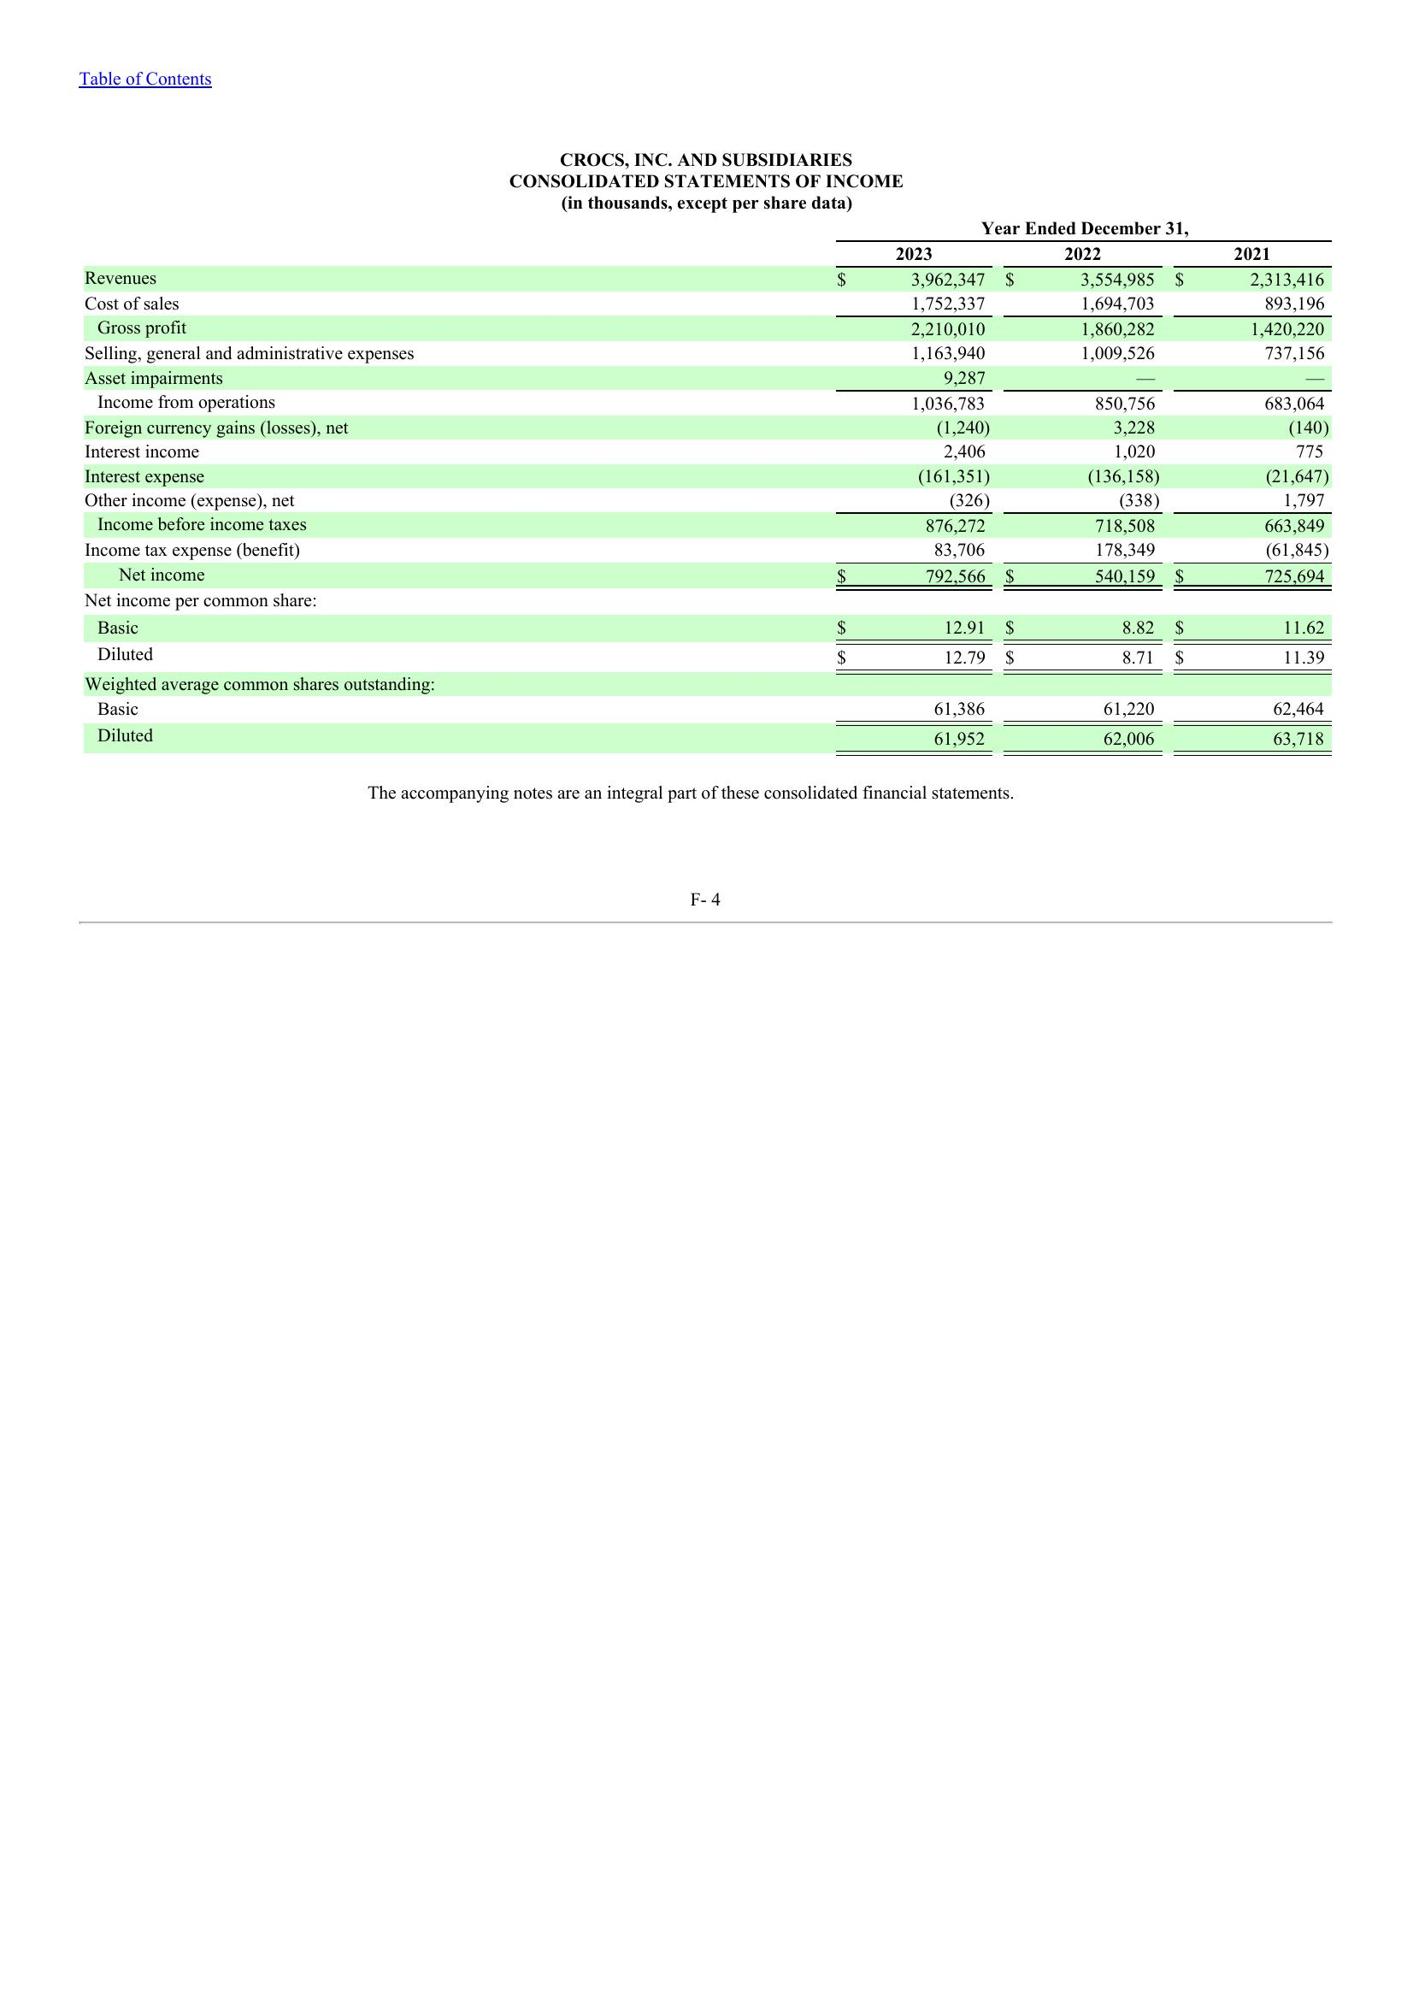 Table of Contents
CROCS, INC. AND SUBSIDIARIES
CONSOLIDATED STATEMENTS OF INCOME
(in thousands, except per share data)
Year Ended December 31,
2023 2022 2021
Revenues $ 3,962,347 $ 3,554,985 $ 2,313,416
Cost of sales 1,752,337 1,694,703 893,196
Gross profit 2,210,010 1,860,282 1,420,220
Selling, general and administrative expenses 1,163,940 1,009,526 737,156
Asset impairments 9,287 — —
Income from operations 1,036,783 850,756 683,064
Foreign currency gains (losses), net (1,240) 3,228 (140)
Interest income 2,406 1,020 775
Interest expense (161,351) (136,158) (21,647)
Other income (expense), net (326) (338) 1,797
Income before income taxes 876,272 718,508 663,849
Income tax expense (benefit) 83,706 178,349 (61,845)
Net income $ 792,566 $ 540,159 $ 725,694
Net income per common share:
Basic $ 12.91 $ 8.82 $ 11.62
Diluted $ 12.79 $ 8.71 $ 11.39
Weighted average common shares outstanding:
Basic 61,386 61,220 62,464
Diluted 61,952 62,006 63,718
The accompanying notes are an integral part of these consolidated financial statements.
F- 4